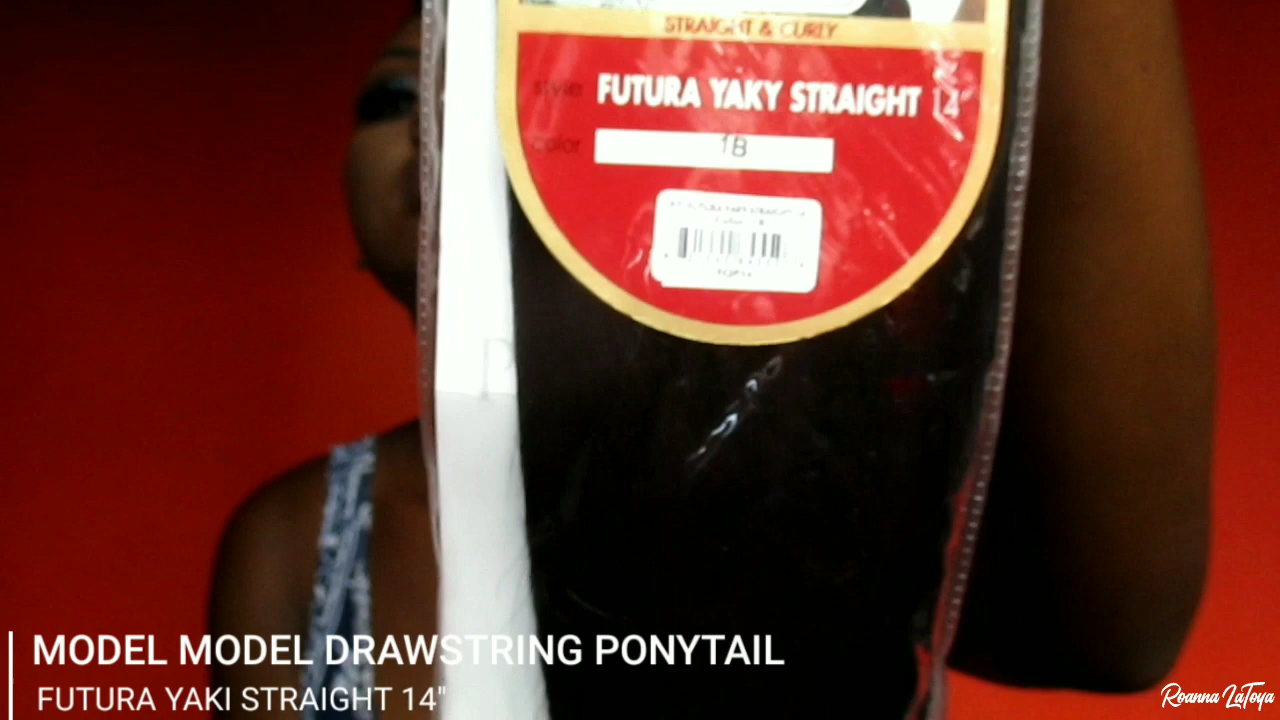 STRAIGHT & CURLY
style FUTURA YAKY STRAIGHT 14"
color 1B
MODEL MODEL DRAWSTRING PONYTAIL
FUTURA YAKI STRAIGHT 14"
Roanna LaToya